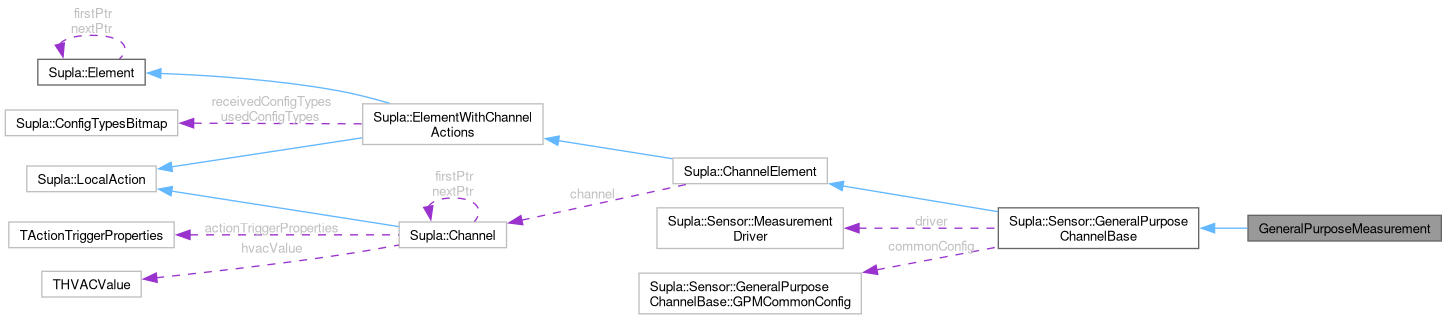 firstPtr
nextPtr
Supla::Element
receivedConfigTypes
usedConfigTypes
Supla::ConfigTypesBitmap
Supla::ElementWithChannel
Actions
Supla::LocalAction
firstPtr
nextPtr
channel
Supla::ChannelElement
actionTriggerProperties
TActionTriggerProperties
hvacValue
Supla::Channel
THVACValue
Supla::Sensor::Measurement
Driver
driver
commonConfig
Supla::Sensor::GeneralPurpose
ChannelBase
GeneralPurposeMeasurement
Supla::Sensor::GeneralPurpose
ChannelBase::GPMCommonConfig